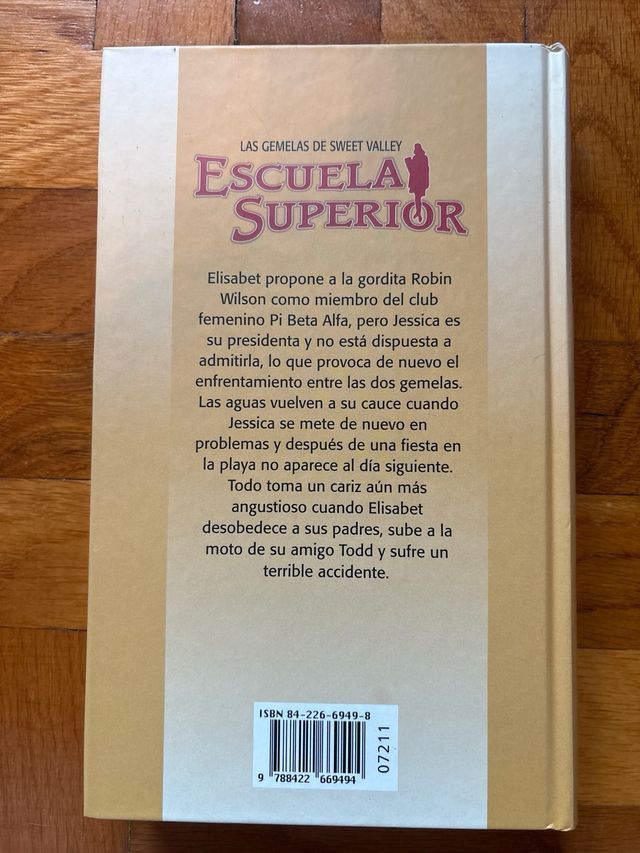 LAS GEMELAS DE SWEET VALLEY
ESCUELA
SUPERIOR
Elisabet propone a la gordita Robin
Wilson como miembro del club
femenino Pi Beta Alfa, pero Jessica es
su presidenta y no está dispuesta a
admitirla, lo que provoca de nuevo el
enfrentamiento entre las dos gemelas.
Las aguas vuelven a su cauce cuando
Jessica se mete de nuevo en
problemas y después de una fiesta en
la playa no aparece al día siguiente.
Todo toma un cariz aún más
angustioso cuando Elisabet
desobedece a sus padres, sube a la
moto de su amigo Todd y sufre un
terrible accidente.
ISBN 84-226-6949-8
07211
9 788422 669494